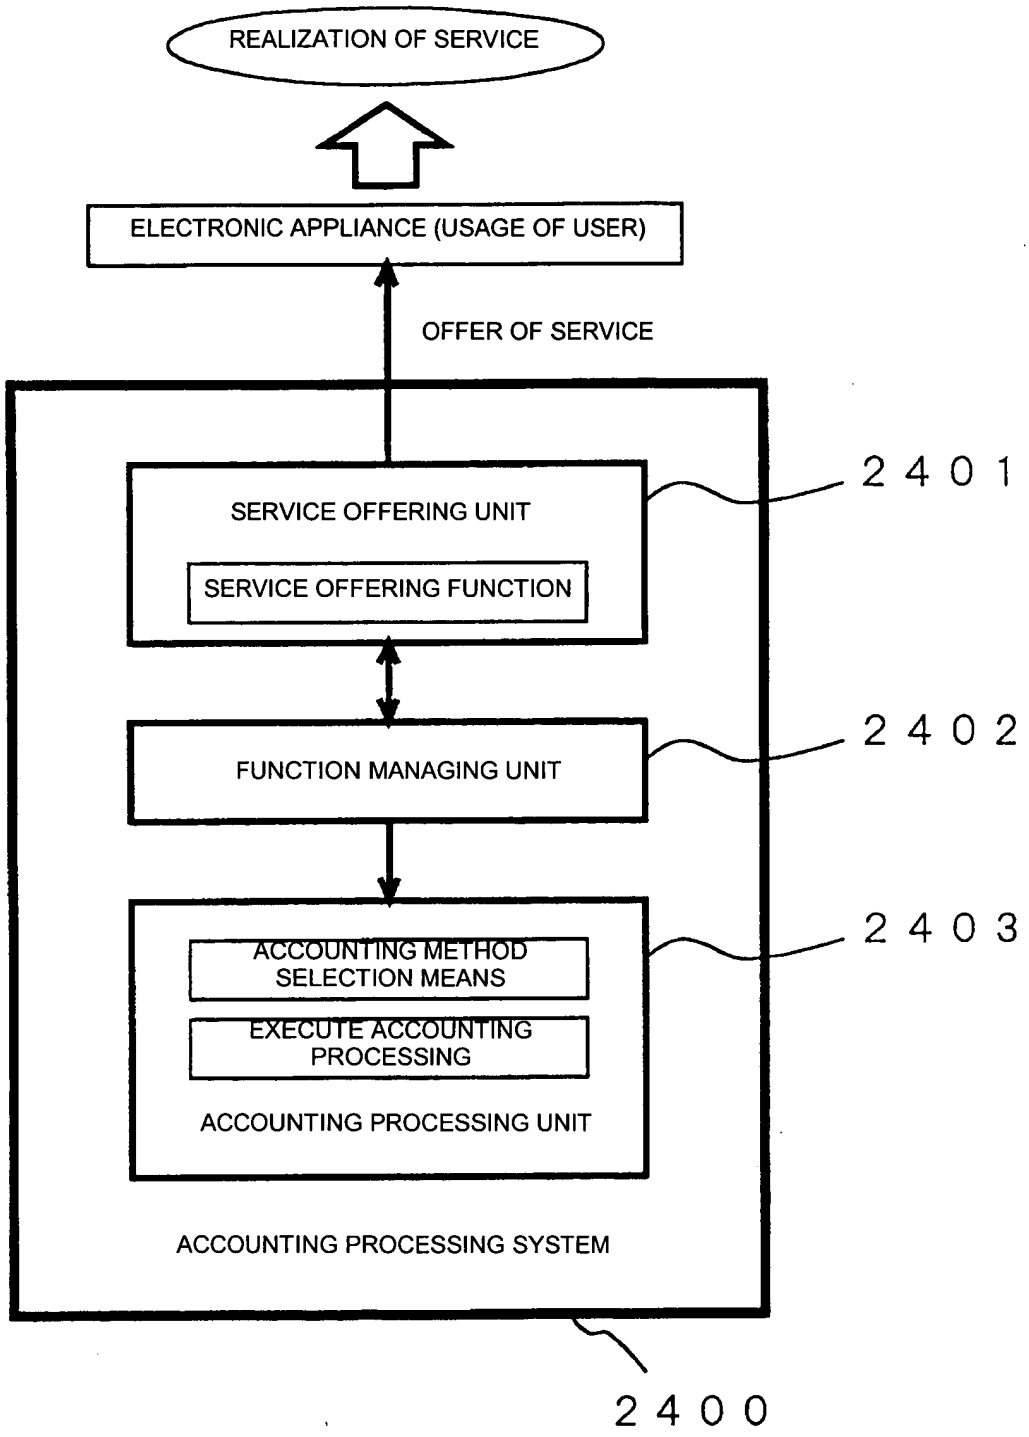 REALIZATION OF SERVICE
ELECTRONIC APPLIANCE (USAGE OF USER)
OFFER OF SERVICE
2401
SERVICE OFFERING UNIT
SERVICE OFFERING FUNCTION
2402
FUNCTION MANAGING UNIT
2403
ACCOUNTING METHOD
SELECTION MEANS
EXECUTE ACCOUNTING
PROCESSING
ACCOUNTING PROCESSING UNIT
ACCOUNTING PROCESSING SYSTEM
2400